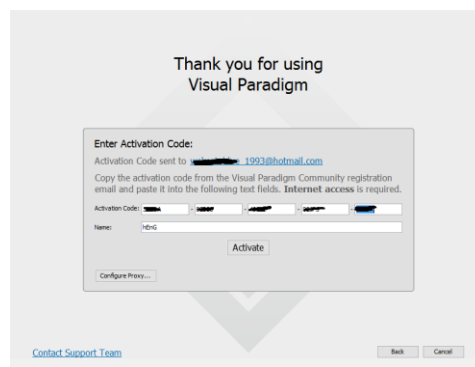 Thank you for using
Visual Paradigm
Enter Activation Code:
Activation Code sent to _1993@hotmail.com
Copy the activation code from the Visual Paradigm Community registration
email and paste it into the following text fields. Internet access is required.
Activation Code: - - - -
Name: hEnG
Activate
Configure Proxy...
Contact Support Team Back Cancel